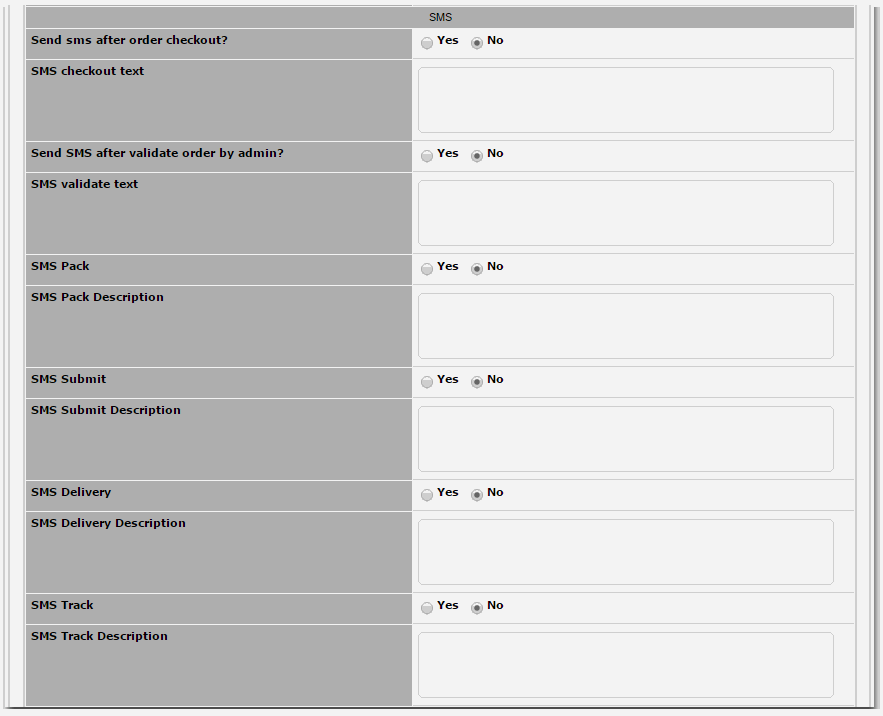 SMS
Send sms after order checkout? Yes No
SMS checkout text
Send SMS after validate order by admin? Yes No
SMS validate text
SMS Pack Yes No
SMS Pack Description
SMS Submit Yes No
SMS Submit Description
SMS Delivery Yes No
SMS Delivery Description
SMS Track Yes No
SMS Track Description